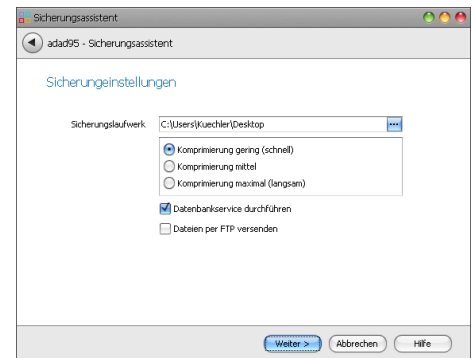 Sicherungsassistent
adad95 - Sicherungsassistent
Sicherungeinstellungen
Sicherungslaufwerk C:\Users\Kuechler\Desktop
Komprimierung gering (schnell)
Komprimierung mittel
Komprimierung maximal (langsam)
Datenbankservice durchführen
Dateien per FTP versenden
Weiter > Abbrechen Hilfe